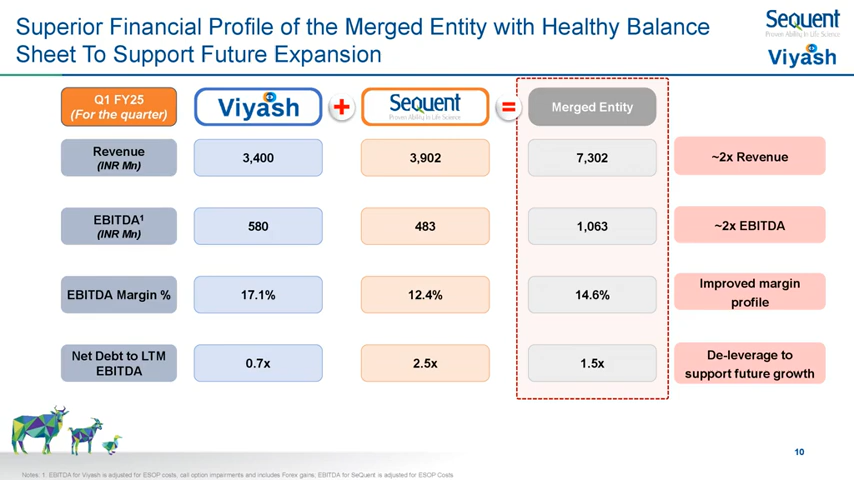 Superior Financial Profile of the Merged Entity with Healthy Balance
Sheet To Support Future Expansion
SeQuent
Proven Ability In Life Science
Viyash
Q1 FY25
(For the quarter)
Viyash
+
SeQuent
Proven Ability In Life Science
=
Merged Entity
Revenue
(INR Mn)
3,400
3,902
7,302
~2x Revenue
EBITDA¹
(INR Mn)
580
483
1,063
~2x EBITDA
EBITDA Margin %
17.1%
12.4%
14.6%
Improved margin
profile
Net Debt to LTM
EBITDA
0.7x
2.5x
1.5x
De-leverage to
support future growth
10
Notes: 1. EBITDA for Viyash is adjusted for ESOP costs, call option impairments and includes Forex gains, EBITDA for SeQuent is adjusted for ESOP Costs